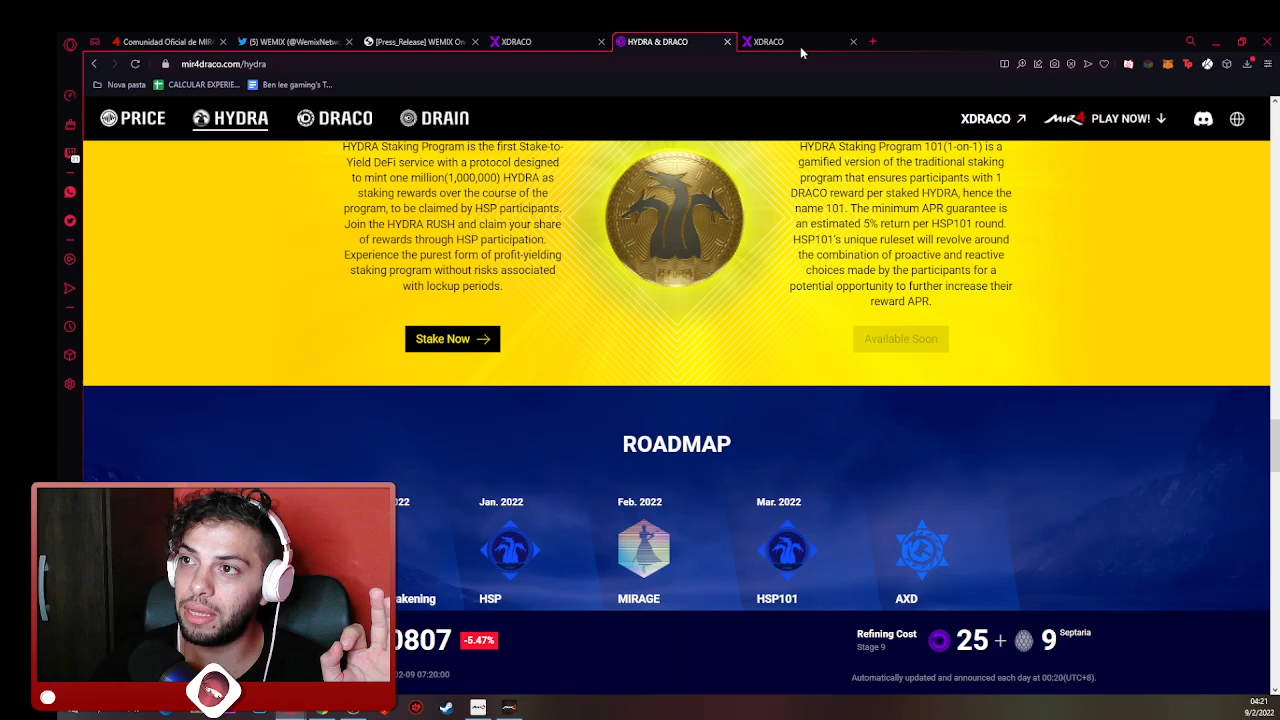 Comunidad Oficial de MIR
(5) WEMIX (@WemixNetw
[Press_Release] WEMIX On
XDRACO
HYDRA & DRACO
XDRACO
mir4draco.com/hydra
Nova pasta
CALCULAR EXPERIE...
Ben lee gaming's T...
PRICE
HYDRA
DRACO
DRAIN
XDRACO
MIR4 PLAY NOW!
HYDRA Staking Program is the first Stake-to-
Yield DeFi service with a protocol designed
to mint one million(1,000,000) HYDRA as
staking rewards over the course of the
program, to be claimed by HSP participants.
Join the HYDRA RUSH and claim your share
of rewards through HSP participation.
Experience the purest form of profit-yielding
staking program without risks associated
with lockup periods.
Stake Now
HYDRA Staking Program 101(1-on-1) is a
gamified version of the traditional staking
program that ensures participants with 1
DRACO reward per staked HYDRA, hence the
name 101. The minimum APR guarantee is
an estimated 5% return per HSP101 round.
HSP101's unique ruleset will revolve around
the combination of proactive and reactive
choices made by the participants for a
potential opportunity to further increase their
reward APR.
Available Soon
ROADMAP
022
Jan. 2022
Feb. 2022
Mar. 2022
akening
HSP
MIRAGE
HSP101
AXD
0807
-5.47%
02-09 07:20:00
Refining Cost
Stage 9
25 + 9 Septaria
Automatically updated and announced each day at 00:20(UTC+8).
04:21
9/2/2022